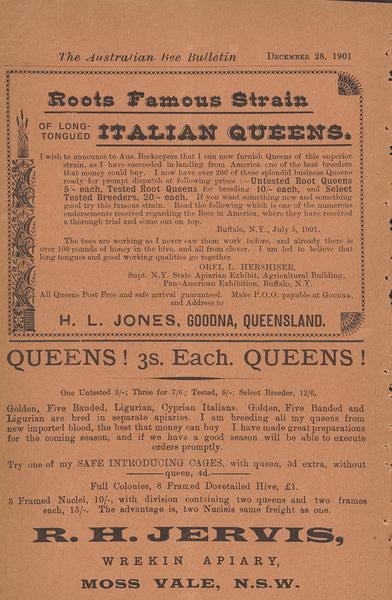 The Australian Bee Bulletin    December 28, 1901
Roots Famous Strain
OF LONG-
TONGUED ITALIAN QUEENS.
I wish to announce to Aus. Beekeepers that I can now furnish Queens of this superior
strain, as I have succeeded in landing from America one of the best breeders
that money could buy. I now have over 200 of these splendid business Queens
ready for prompt dispatch at following prices :—Untested Root Queens
5/- each, Tested Root Queens for breeding 10/- each, and Select
Tested Breeders, 20/- each. If you want something new and something
good try this famous strain. Read the following which is one of the numerous
endorsements received regarding the Bees in America, where they have received
a thorough trial and come out on top.
Buffalo, N.Y., July 5, 1901.
The bees are working as I never saw them work before, and already there is
over 100 pounds of honey in the hive, and all from clover. I am led to believe that
long tongues and good working qualities go together.
OREL L. HERSHISER,
Supt. N.Y. State Apiarian Exhibit, Agricultural Building,
Pan-American Exhibition, Buffalo, N.Y.
All Queens Post Free and safe arrival guaranteed. Make P.O.O. payable at Goodna,
and Address to
H. L. JONES, GOODNA, QUEENSLAND.
QUEENS! 3s. Each. QUEENS!
One Untested 3/-; Three for 7/6; Tested, 6/-; Select Breeder, 12/6,
Golden, Five Banded, Ligurian, Cyprian Italians. Golden, Five Banded and
Ligurian are bred in separate apiaries. I am breeding all my queens from
new imported blood, the best that money can buy I have made great preparations
for the coming season, and if we have a good season will be able to execute
orders promptly.
Try one of my SAFE INTRODUCING CAGES, with queen, 3d extra, without
queen, 4d.
Full Colonies, 8 Framed Dovetailed Hive, £1.
3 Framed Nuclei, 10/-, with division containing two queens and two frames
each, 15/-. The advantage is, two Nucleis same freight as one.
R. H. JERVIS,
WREKIN APIARY,
MOSS VALE, N.S.W.